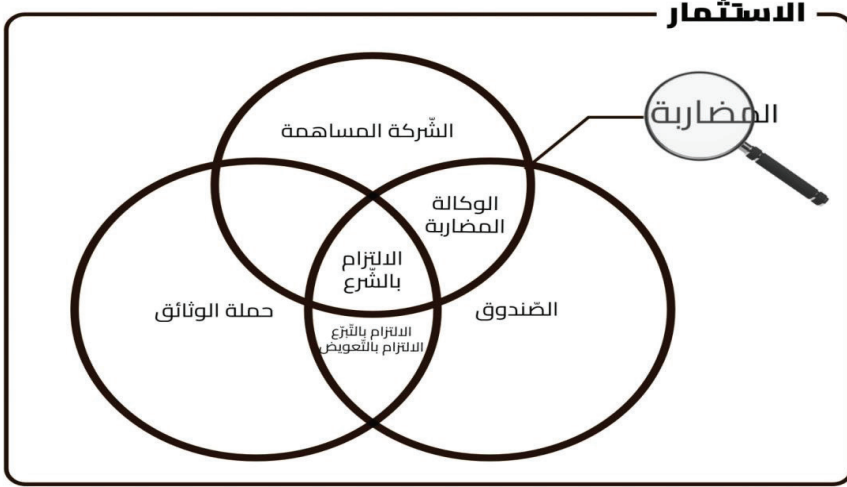 الاستثمار
المضاربة
الشّركة المساهمة
الوكالة
المضاربة
الالتزام
بالشّرع
حملة الوثائق
الصّندوق
الالتزام بالتّبرّع
الالتزام بالتّعويض